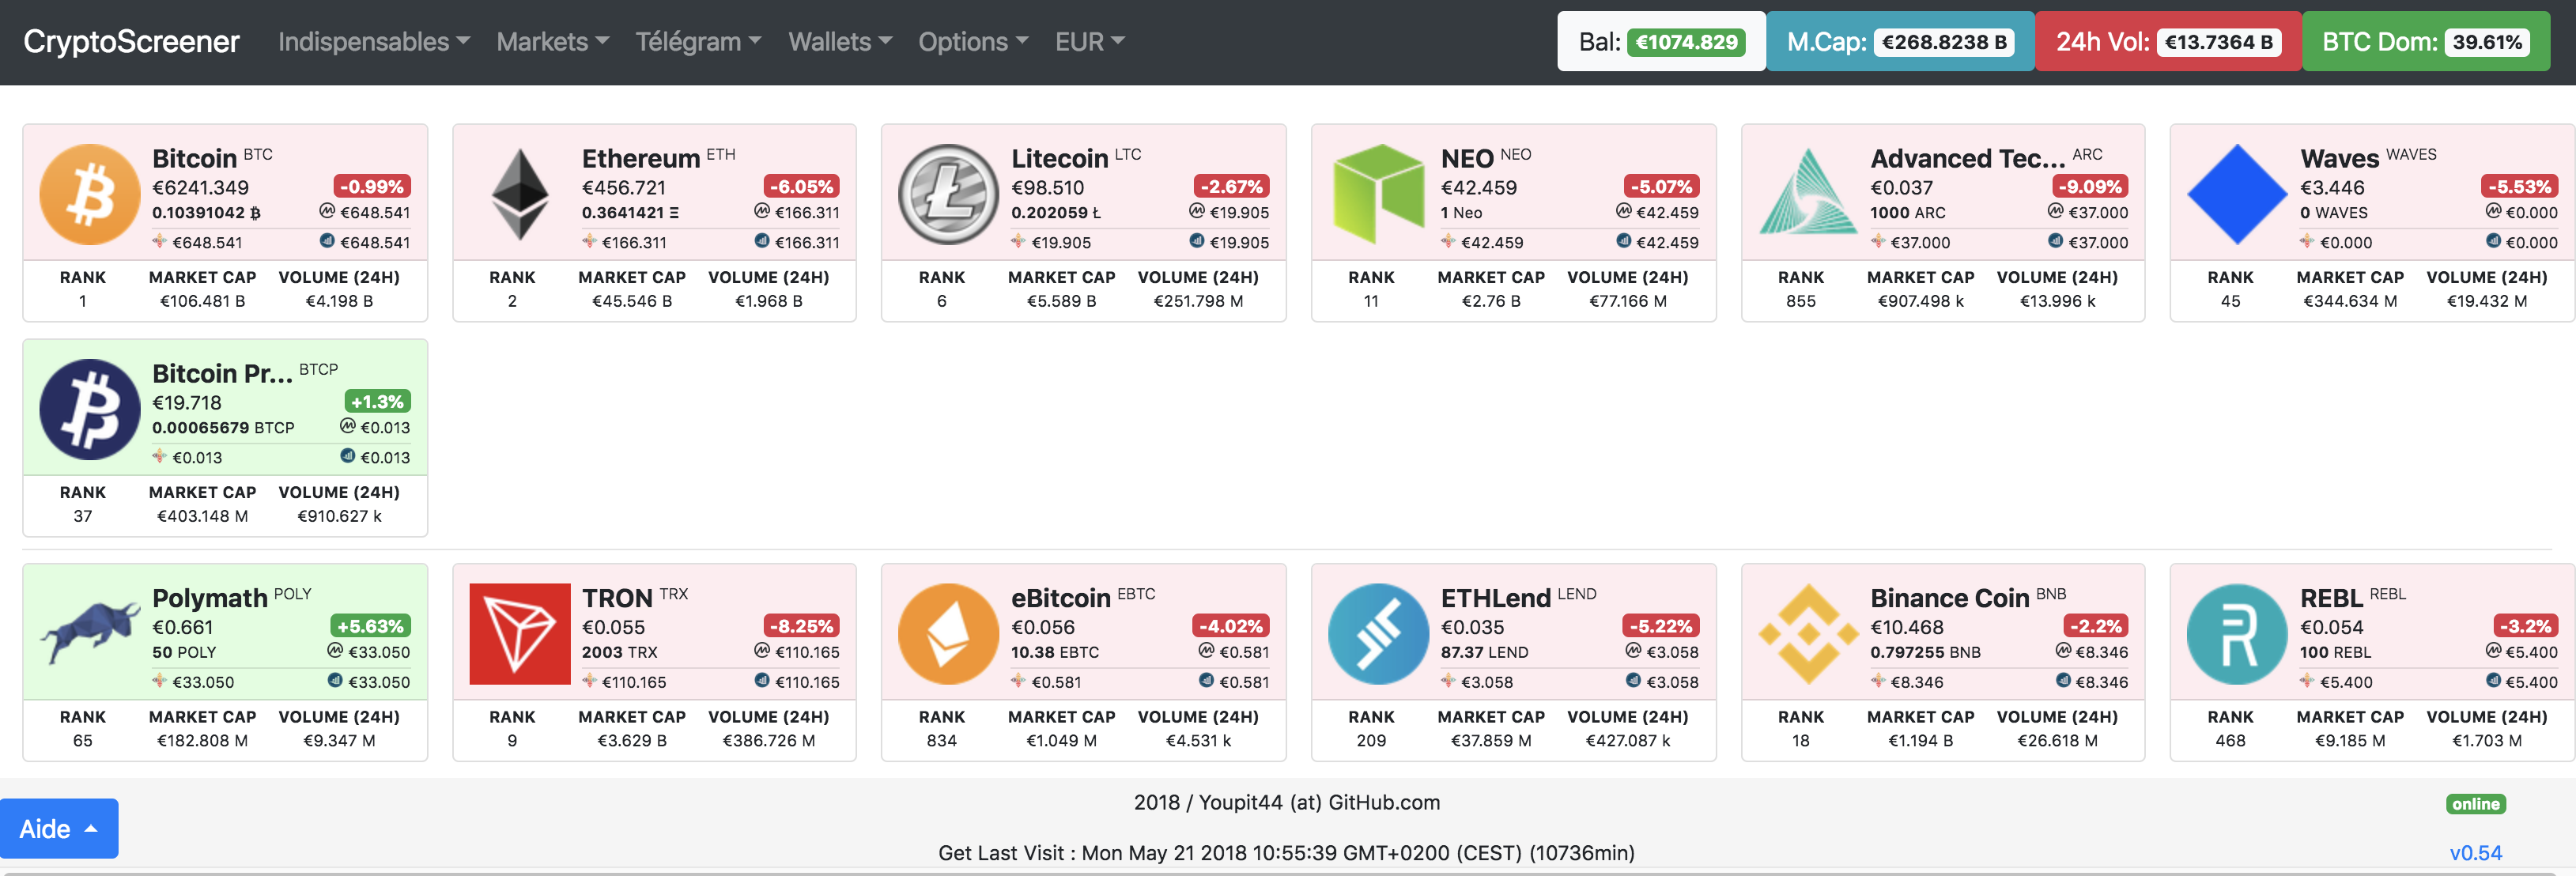 CryptoScreener Indispensables Markets Télégram Wallets Options EUR Bal: €1074.829 M.Cap: €268.8238 B 24h Vol: €13.7364 B BTC Dom: 39.61%
Bitcoin BTC
€6241.349 -0.99%
0.10391042 ₿ €648.541
€648.541 €648.541
RANK MARKET CAP VOLUME (24H)
1 €106.481 B €4.198 B
Ethereum ETH
€456.721 -6.05%
0.3641421 Ξ €166.311
€166.311 €166.311
RANK MARKET CAP VOLUME (24H)
2 €45.546 B €1.968 B
Litecoin LTC
€98.510 -2.67%
0.202059 Ł €19.905
€19.905 €19.905
RANK MARKET CAP VOLUME (24H)
6 €5.589 B €251.798 M
NEO NEO
€42.459 -5.07%
1 Neo €42.459
€42.459 €42.459
RANK MARKET CAP VOLUME (24H)
11 €2.76 B €77.166 M
Advanced Tec... ARC
€0.037 -9.09%
1000 ARC €37.000
€37.000 €37.000
RANK MARKET CAP VOLUME (24H)
855 €907.498 k €13.996 k
Waves WAVES
€3.446 -5.53%
0 WAVES €0.000
€0.000 €0.000
RANK MARKET CAP VOLUME (24H)
45 €344.634 M €19.432 M
Bitcoin Pr... BTCP
€19.718 +1.3%
0.00065679 BTCP €0.013
€0.013 €0.013
RANK MARKET CAP VOLUME (24H)
37 €403.148 M €910.627 k
Polymath POLY
€0.661 +5.63%
50 POLY €33.050
€33.050 €33.050
RANK MARKET CAP VOLUME (24H)
65 €182.808 M €9.347 M
TRON TRX
€0.055 -8.25%
2003 TRX €110.165
€110.165 €110.165
RANK MARKET CAP VOLUME (24H)
9 €3.629 B €386.726 M
eBitcoin EBTC
€0.056 -4.02%
10.38 EBTC €0.581
€0.581 €0.581
RANK MARKET CAP VOLUME (24H)
834 €1.049 M €4.531 k
ETHLend LEND
€0.035 -5.22%
87.37 LEND €3.058
€3.058 €3.058
RANK MARKET CAP VOLUME (24H)
209 €37.859 M €427.087 k
Binance Coin BNB
€10.468 -2.2%
0.797255 BNB €8.346
€8.346 €8.346
RANK MARKET CAP VOLUME (24H)
18 €1.194 B €26.618 M
REBL REBL
€0.054 -3.2%
100 REBL €5.400
€5.400 €5.400
RANK MARKET CAP VOLUME (24H)
468 €9.185 M €1.703 M
2018 / Youpit44 (at) GitHub.com online
Aide
Get Last Visit : Mon May 21 2018 10:55:39 GMT+0200 (CEST) (10736min) v0.54